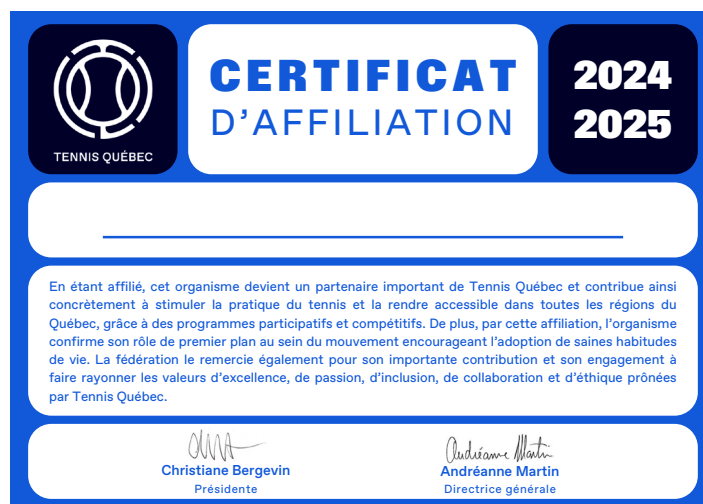 TENNIS QUÉBEC
CERTIFICAT
D'AFFILIATION
2024
2025
En étant affilié, cet organisme devient un partenaire important de Tennis Québec et contribue ainsi
concrètement à stimuler la pratique du tennis et la rendre accessible dans toutes les régions du
Québec, grâce à des programmes participatifs et compétitifs. De plus, par cette affiliation, l'organisme
confirme son rôle de premier plan au sein du mouvement encourageant l'adoption de saines habitudes
de vie. La fédération le remercie également pour son importante contribution et son engagement à
faire rayonner les valeurs d'excellence, de passion, d'inclusion, de collaboration et d'éthique prônées
par Tennis Québec.
Andréanne Martin
Christiane Bergevin
Andréanne Martin
Présidente
Directrice générale